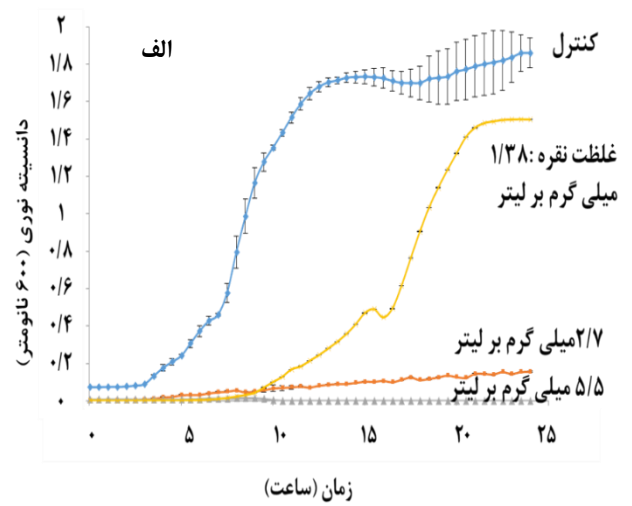 الف
کنترل
۲
۱/۸
۱/۶
۱/۴
۱/۲
۱
۰/۸
۰/۶
۰/۴
۰/۲
۰
دانسیته نوری (۶۰۰ نانومتر)
غلظت نقره :۱/۳۸
میلی گرم بر لیتر
۲/۷میلی گرم بر لیتر
۵/۵ میلی گرم بر لیتر
۰ ۵ ۱۰ ۱۵ ۲۰ ۲۵
زمان (ساعت)